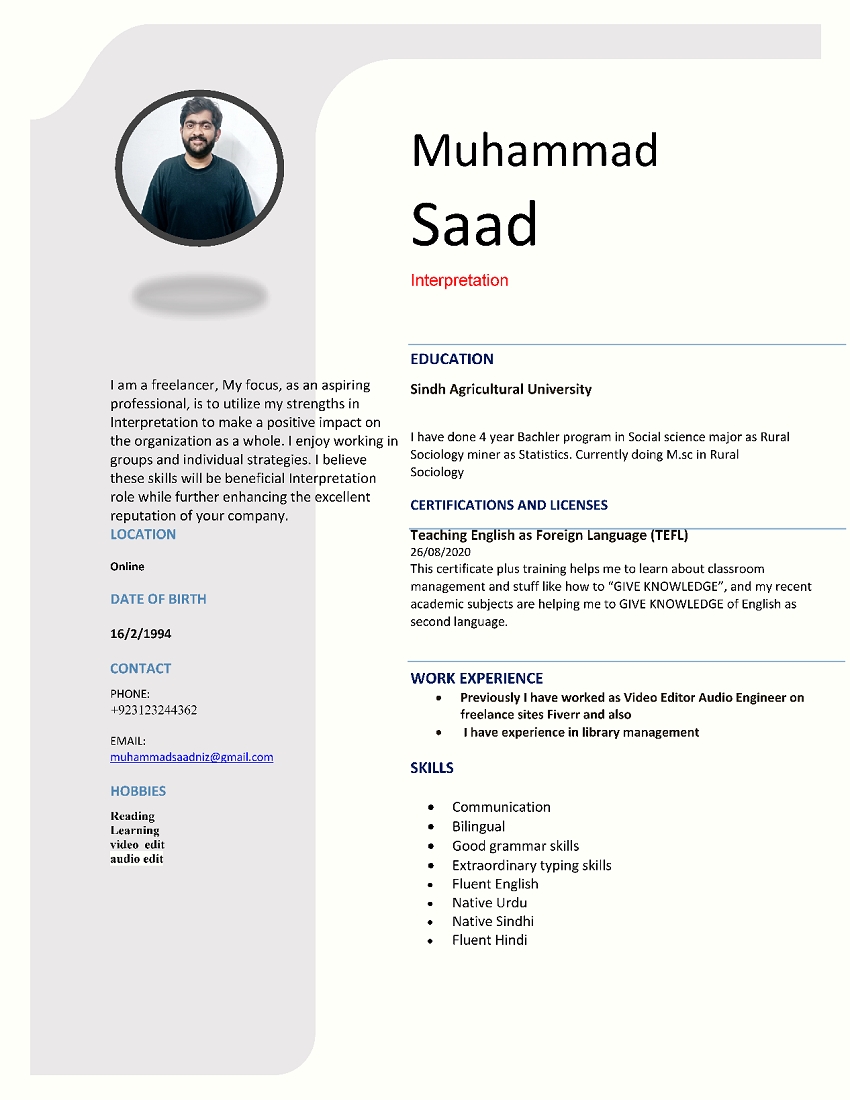 Muhammad
Saad
Interpretation
I am a freelancer, My focus, as an aspiring
professional, is to utilize my strengths in
Interpretation to make a positive impact on
the organization as a whole. I enjoy working in
groups and individual strategies. I believe
these skills will be beneficial Interpretation
role while further enhancing the excellent
reputation of your company.
LOCATION
Online
DATE OF BIRTH
16/2/1994
CONTACT
PHONE:
+923123244362
EMAIL:
muhammadsaadniz@gmail.com
HOBBIES
Reading
Learning
video edit
audio edit
EDUCATION
Sindh Agricultural University
I have done 4 year Bachler program in Social science major as Rural
Sociology miner as Statistics. Currently doing M.sc in Rural
Sociology
CERTIFICATIONS AND LICENSES
Teaching English as Foreign Language (TEFL)
26/08/2020
This certificate plus training helps me to learn about classroom
management and stuff like how to “GIVE KNOWLEDGE”, and my recent
academic subjects are helping me to GIVE KNOWLEDGE of English as
second language.
WORK EXPERIENCE
• Previously I have worked as Video Editor Audio Engineer on
freelance sites Fiverr and also
• I have experience in library management
SKILLS
• Communication
• Bilingual
• Good grammar skills
• Extraordinary typing skills
• Fluent English
• Native Urdu
• Native Sindhi
• Fluent Hindi